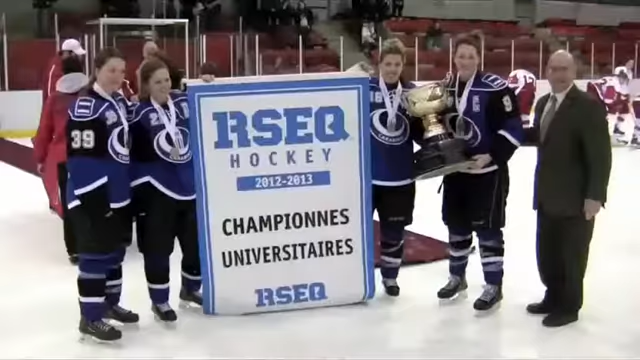 RSEQ
HOCKEY
2012-2013
CHAMPIONNES
UNIVERSITAIRES
RSEQ
39
9